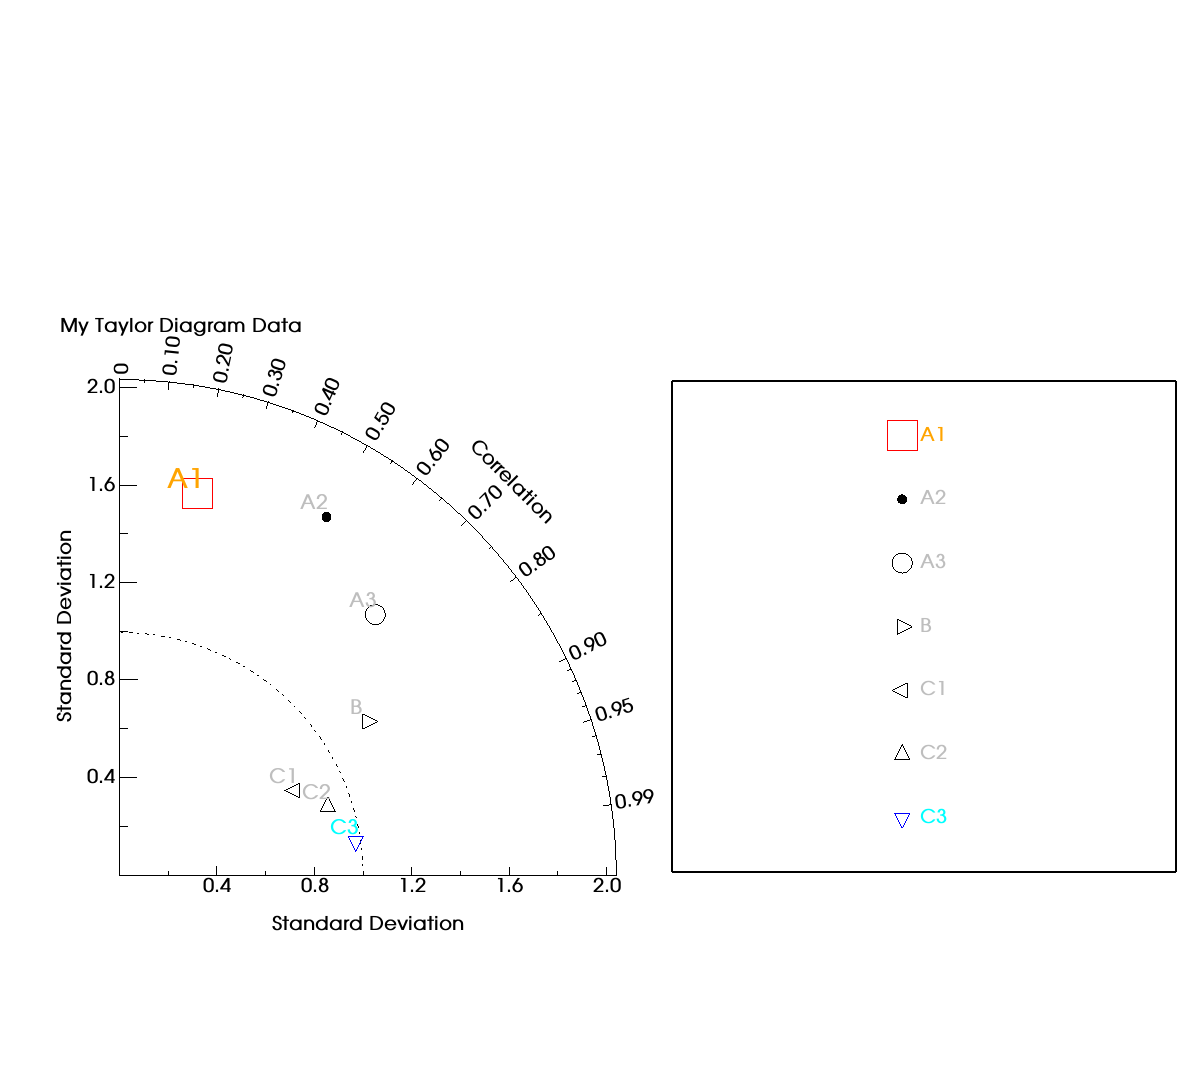 My Taylor Diagram Data
0
0.10
0.20
0.30
0.40
0.50
0.60
0.70
0.80
0.90
0.95
0.99
Correlation
2.0
1.6
1.2
0.8
0.4
Standard Deviation
A1
A2
A3
B
C1
C2
C3
0.4
0.8
1.2
1.6
2.0
Standard Deviation
A1
A2
A3
B
C1
C2
C3